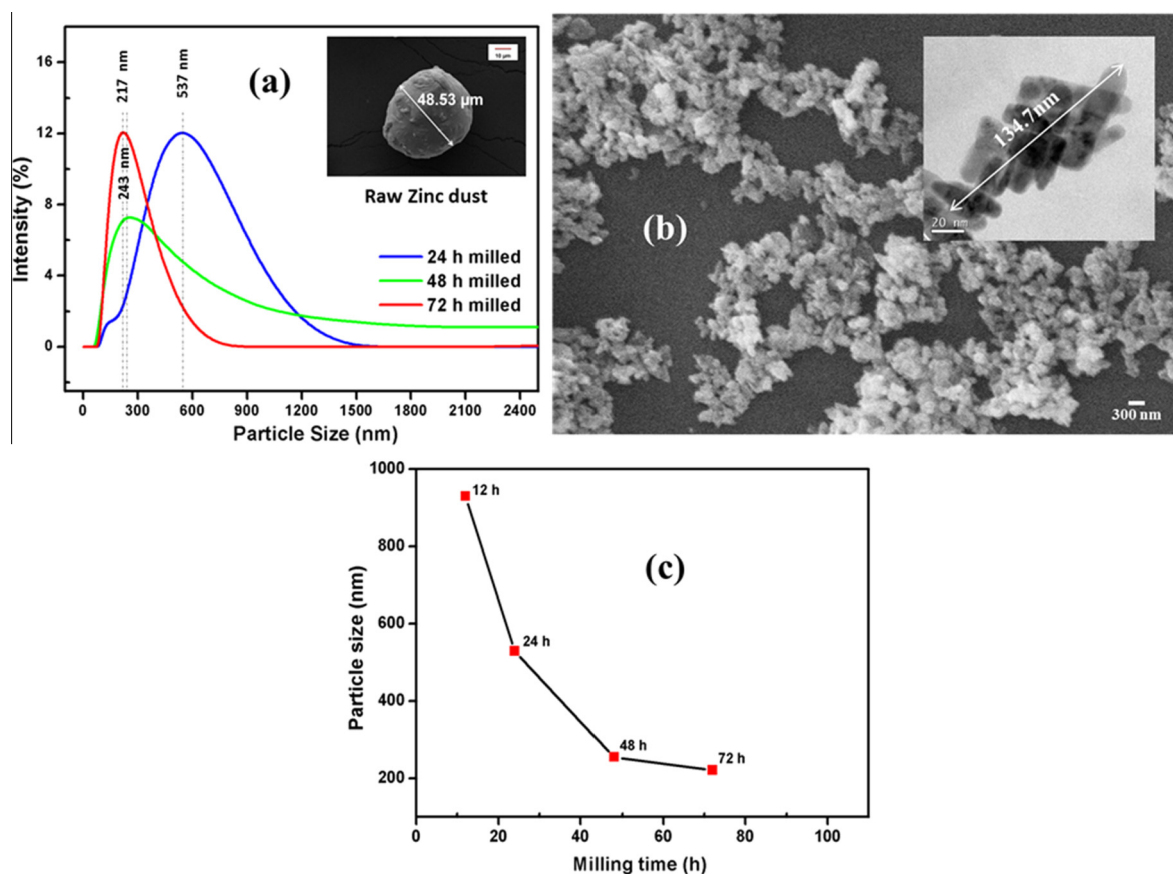 (a)
217 nm
243 nm
537 nm
10 µm
48.53 µm
Raw Zinc dust
24 h milled
48 h milled
72 h milled
Intensity (%)
16
12
8
4
0
0 300 600 900 1200 1500 1800 2100 2400
Particle Size (nm)
(b)
134.7nm
20 nm
300 nm
(c)
12 h
24 h
48 h
72 h
Particle size (nm)
1000
800
600
400
200
0 20 40 60 80 100
Milling time (h)